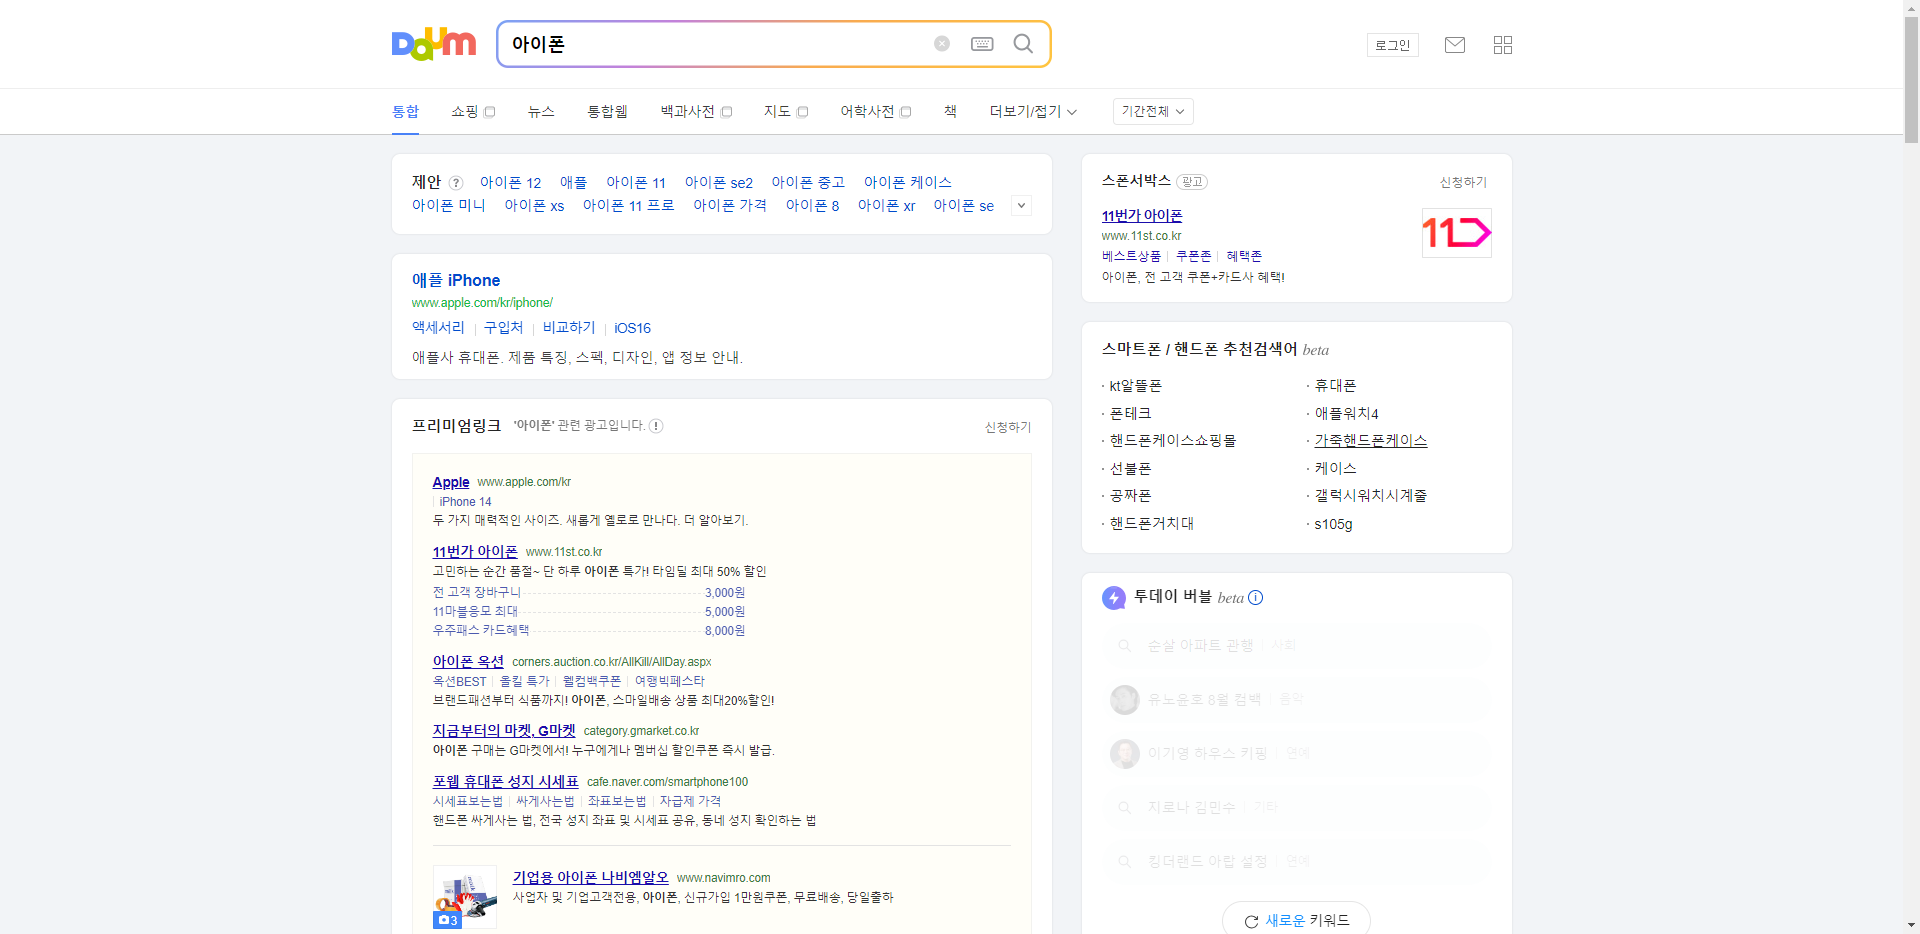 Daum
아이폰
로그인
통합 쇼핑 뉴스 통합웹 백과사전 지도 어학사전 책 더보기/접기 기간전체
제안 ? 아이폰 12 애플 아이폰 11 아이폰 se2 아이폰 중고 아이폰 케이스
아이폰 미니 아이폰 xs 아이폰 11 프로 아이폰 가격 아이폰 8 아이폰 xr 아이폰 se
애플 iPhone
www.apple.com/kr/iphone/
액세서리 구입처 비교하기 iOS16
애플사 휴대폰. 제품 특징, 스펙, 디자인, 앱 정보 안내.
프리미엄링크 '아이폰' 관련 광고입니다. ! 신청하기
Apple www.apple.com/kr
iPhone 14
두 가지 매력적인 사이즈. 새롭게 옐로로 만나다. 더 알아보기.
11번가 아이폰 www.11st.co.kr
고민하는 순간 품절~ 단 하루 아이폰 특가! 타임딜 최대 50% 할인
전 고객 장바구니 3,000원
11마블응모 최대 5,000원
우주패스 카드혜택 8,000원
아이폰 옥션 corners.auction.co.kr/AllKill/AllDay.aspx
옥션BEST 올킬 특가 웰컴백쿠폰 여행빅페스타
브랜드패션부터 식품까지! 아이폰, 스마일배송 상품 최대20%할인!
지금부터의 마켓, G마켓 category.gmarket.co.kr
아이폰 구매는 G마켓에서! 누구에게나 멤버십 할인쿠폰 즉시 발급.
포웹 휴대폰 성지 시세표 cafe.naver.com/smartphone100
시세표보는법 싸게사는법 좌표보는법 자급제 가격
핸드폰 싸게사는 법, 전국 성지 좌표 및 시세표 공유, 동네 성지 확인하는 법
3
기업용 아이폰 나비엠알오 www.navimro.com
사업자 및 기업고객전용, 아이폰, 신규가입 1만원쿠폰, 무료배송, 당일출하
스폰서박스 광고 신청하기
11번가 아이폰
www.11st.co.kr
베스트상품 쿠폰존 혜택존
아이폰, 전 고객 쿠폰+카드사 혜택!
11
스마트폰 / 핸드폰 추천검색어 beta
· kt알뜰폰 · 휴대폰
· 폰테크 · 애플워치4
· 핸드폰케이스쇼핑몰 · 가죽핸드폰케이스
· 선불폰 · 케이스
· 공짜폰 · 갤럭시워치시계줄
· 핸드폰거치대 · s105g
투데이 버블 beta i
순살 아파트 관행 사회
유노윤호 8월 컴백 음악
이기영 하우스 키핑 연예
지로나 김민수 기타
킹더랜드 아랍 설정 연예
새로운 키워드